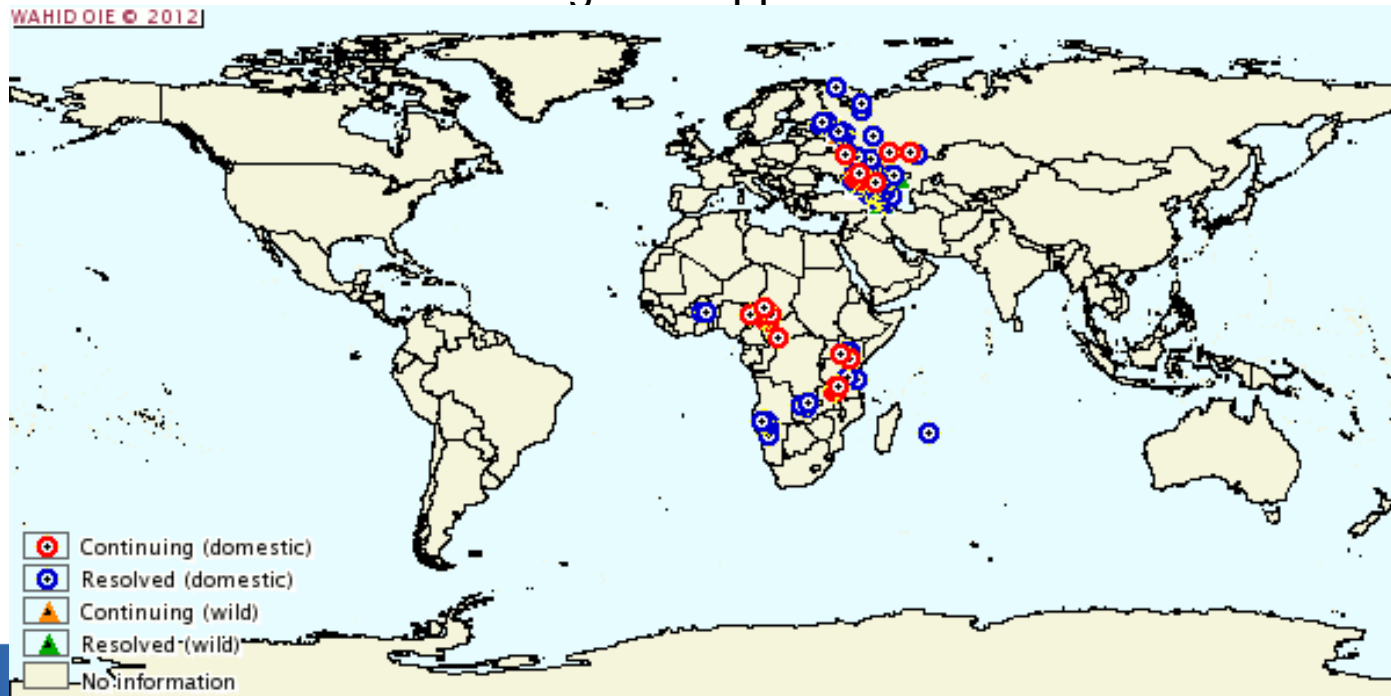 WAHID OIE © 2012
Continuing (domestic)
Resolved (domestic)
Continuing (wild)
Resolved (wild)
No information